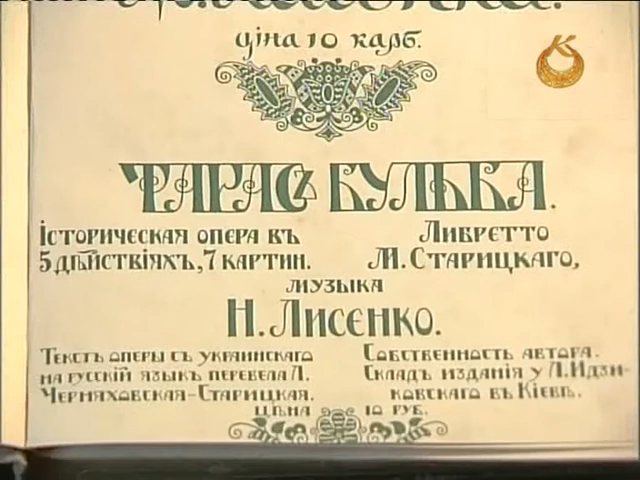 ціна 10 карб.
ТАРАСЪ БУЛЬБА.
Історическая опера въ
5 дѣйствіяхъ, 7 картин.
Либретто
М. Старицкаго,
музыка
Н. Лисенко.
Текстъ оперы съ украинскаго
на русскій языкъ перевела Л.
Черняховская-Старицкая.
Собственность автора.
Складъ изданія у Л. Идзи-
ковскаго въ Кіевѣ.
Цѣна 10 руб.